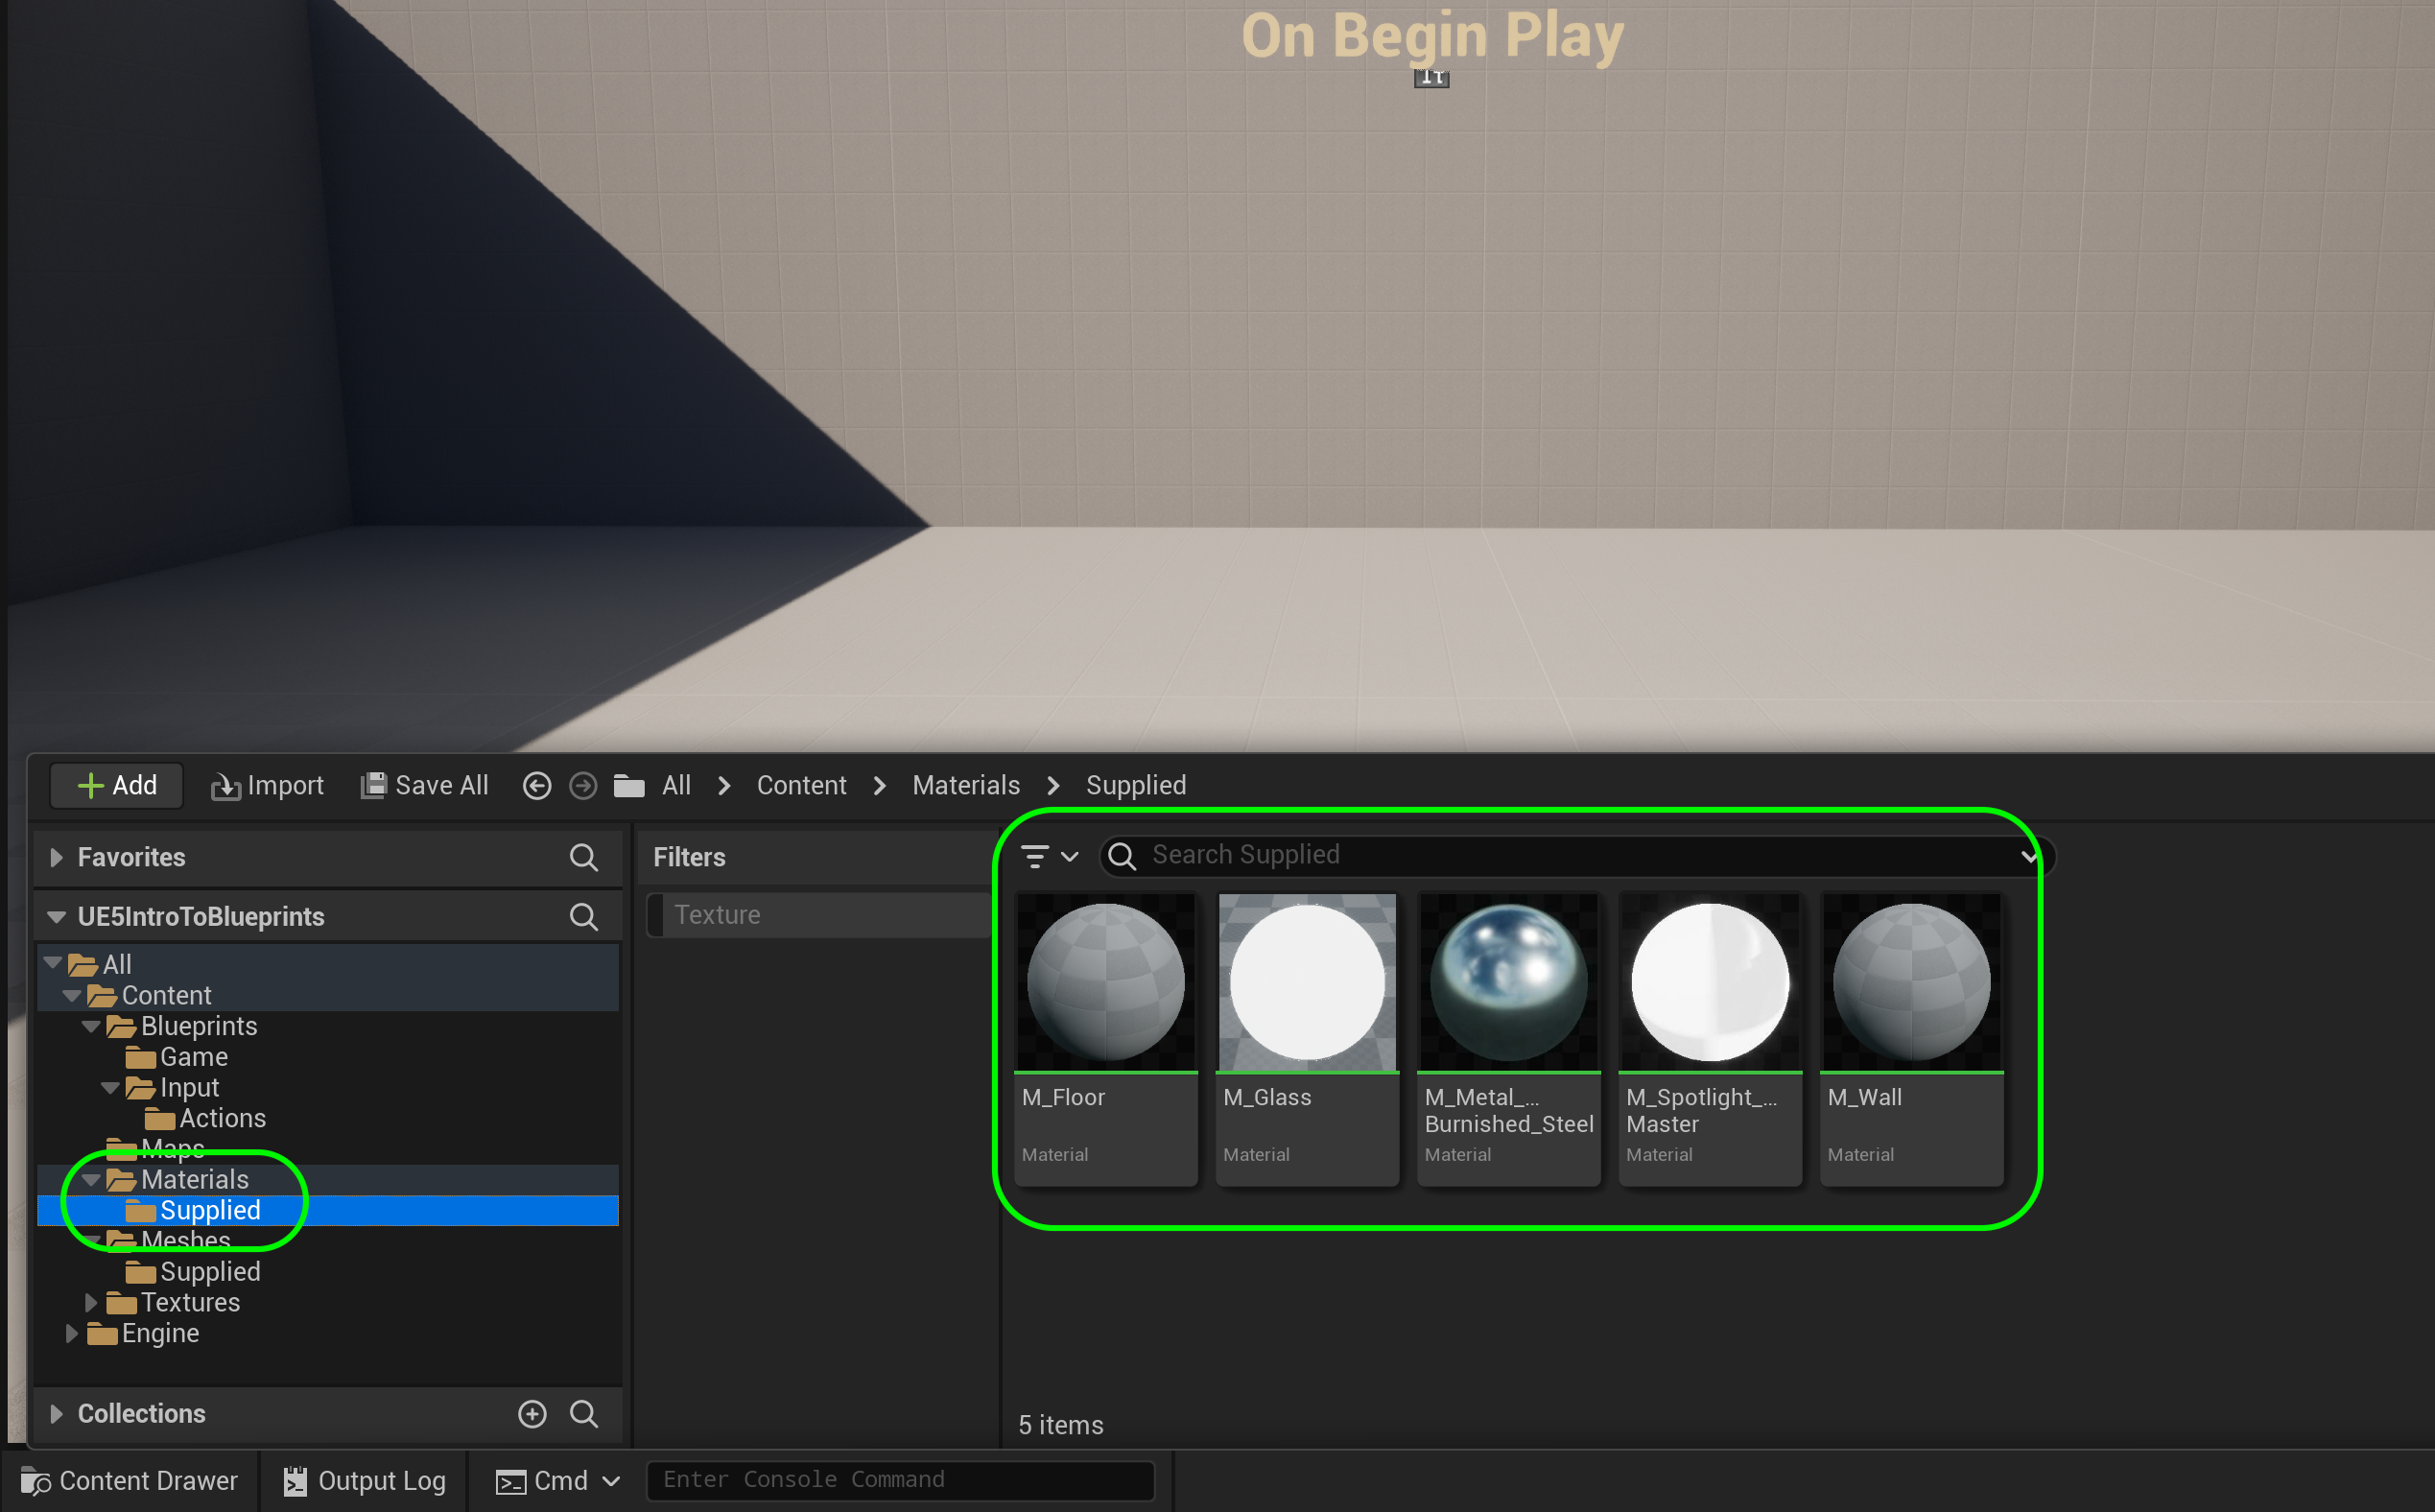 On Begin Play
Add
Import
Save All
All
Content
Materials
Supplied
Favorites
UE5IntroToBlueprints
All
Content
Blueprints
Game
Input
Actions
Maps
Materials
Supplied
Meshes
Supplied
Textures
Engine
Collections
Filters
Texture
Search Supplied
M_Floor
Material
M_Glass
Material
M_Metal_...
Burnished_Steel
Material
M_Spotlight_...
Master
Material
M_Wall
Material
5 items
Content Drawer
Output Log
Cmd
Enter Console Command